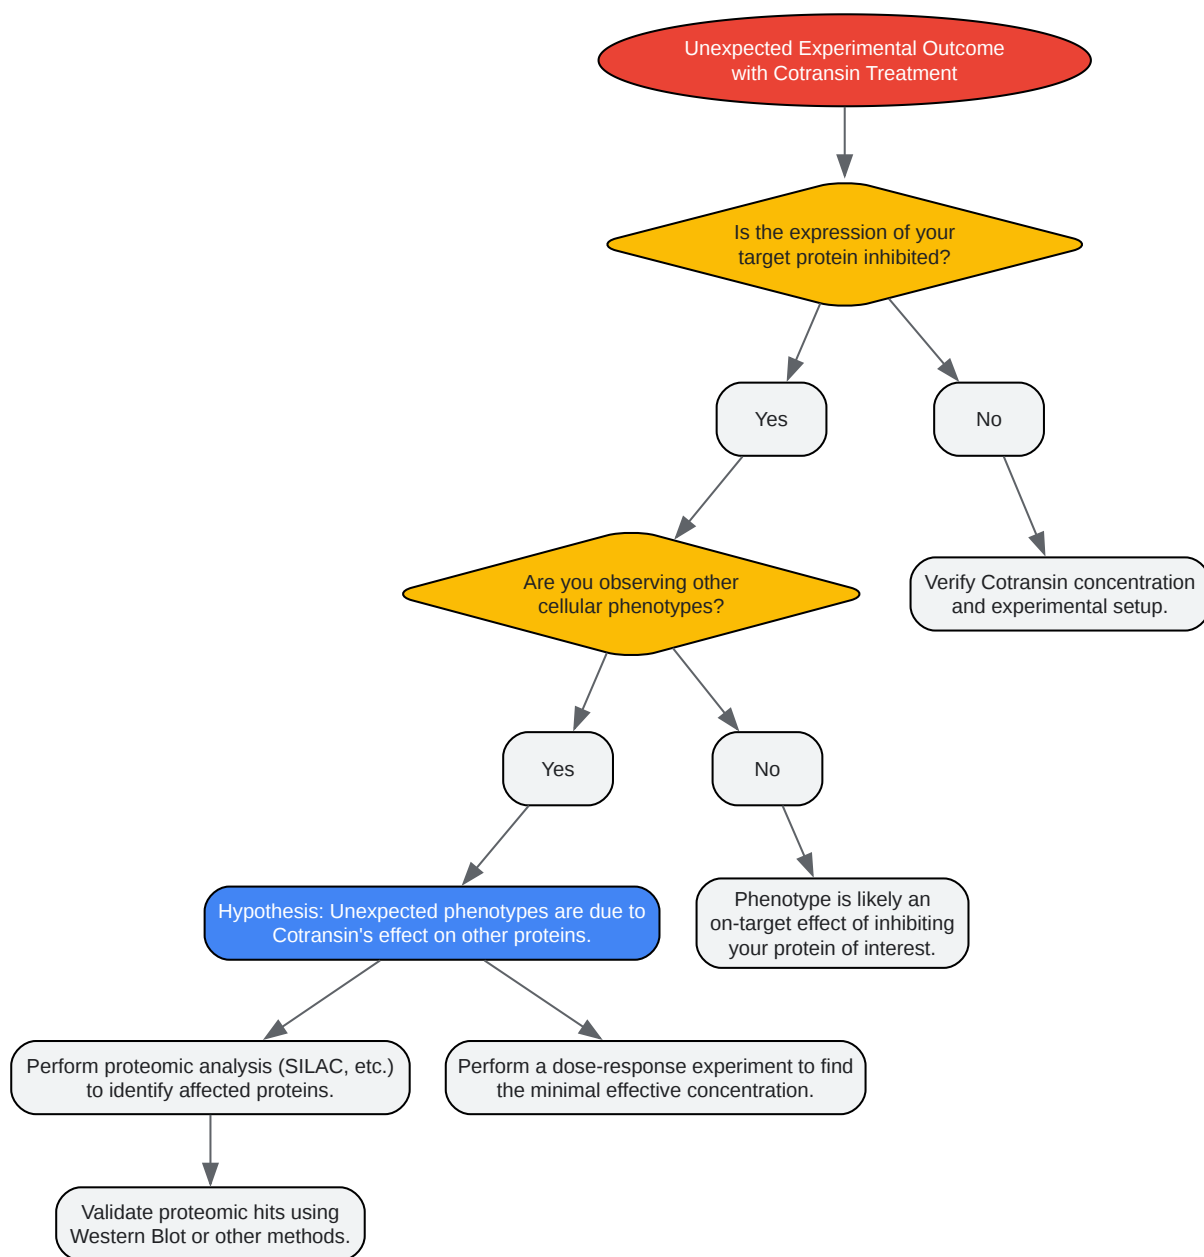 Unexpected Experimental Outcome
with Cotransin Treatment
Is the expression of your
target protein inhibited?
Yes
No
Are you observing other
cellular phenotypes?
Verify Cotransin concentration
and experimental setup.
Yes
No
Hypothesis: Unexpected phenotypes are due to
Cotransin's effect on other proteins.
Phenotype is likely an
on-target effect of inhibiting
your protein of interest.
Perform proteomic analysis (SILAC, etc.)
to identify affected proteins.
Perform a dose-response experiment to find
the minimal effective concentration.
Validate proteomic hits using
Western Blot or other methods.